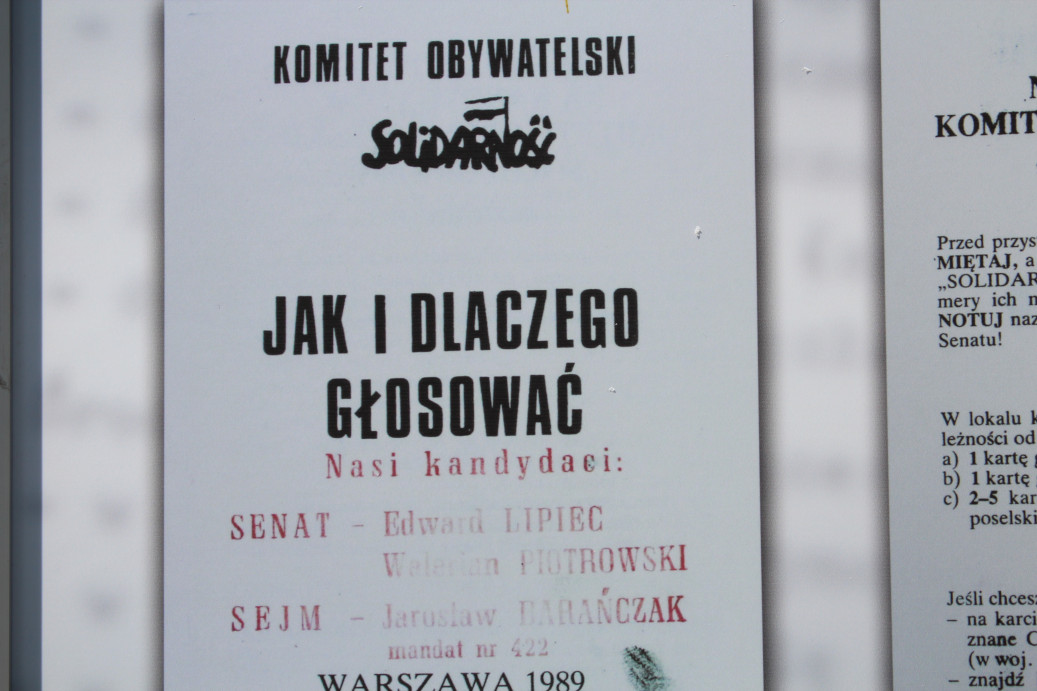 KOMITET OBYWATELSKI
SOLIDARNOŚĆ
JAK I DLACZEGO
GŁOSOWAĆ
Nasi kandydaci:
SENAT - Edward LIPIEC
Walerian PIOTROWSKI
SEJM - Jarosław BARAŃCZAK
mandat nr 422
WARSZAWA 1989
KOMIT
Przed przys
MIĘTAJ, a
„SOLIDAR
mery ich n
NOTUJ naz
Senatu!
W lokalu k
leżności od
a) 1 kartę g
b) 1 kartę
c) 2–5 kar
poselski
Jeśli chcesz
– na karci
znane C
(w woj.
– znajdź